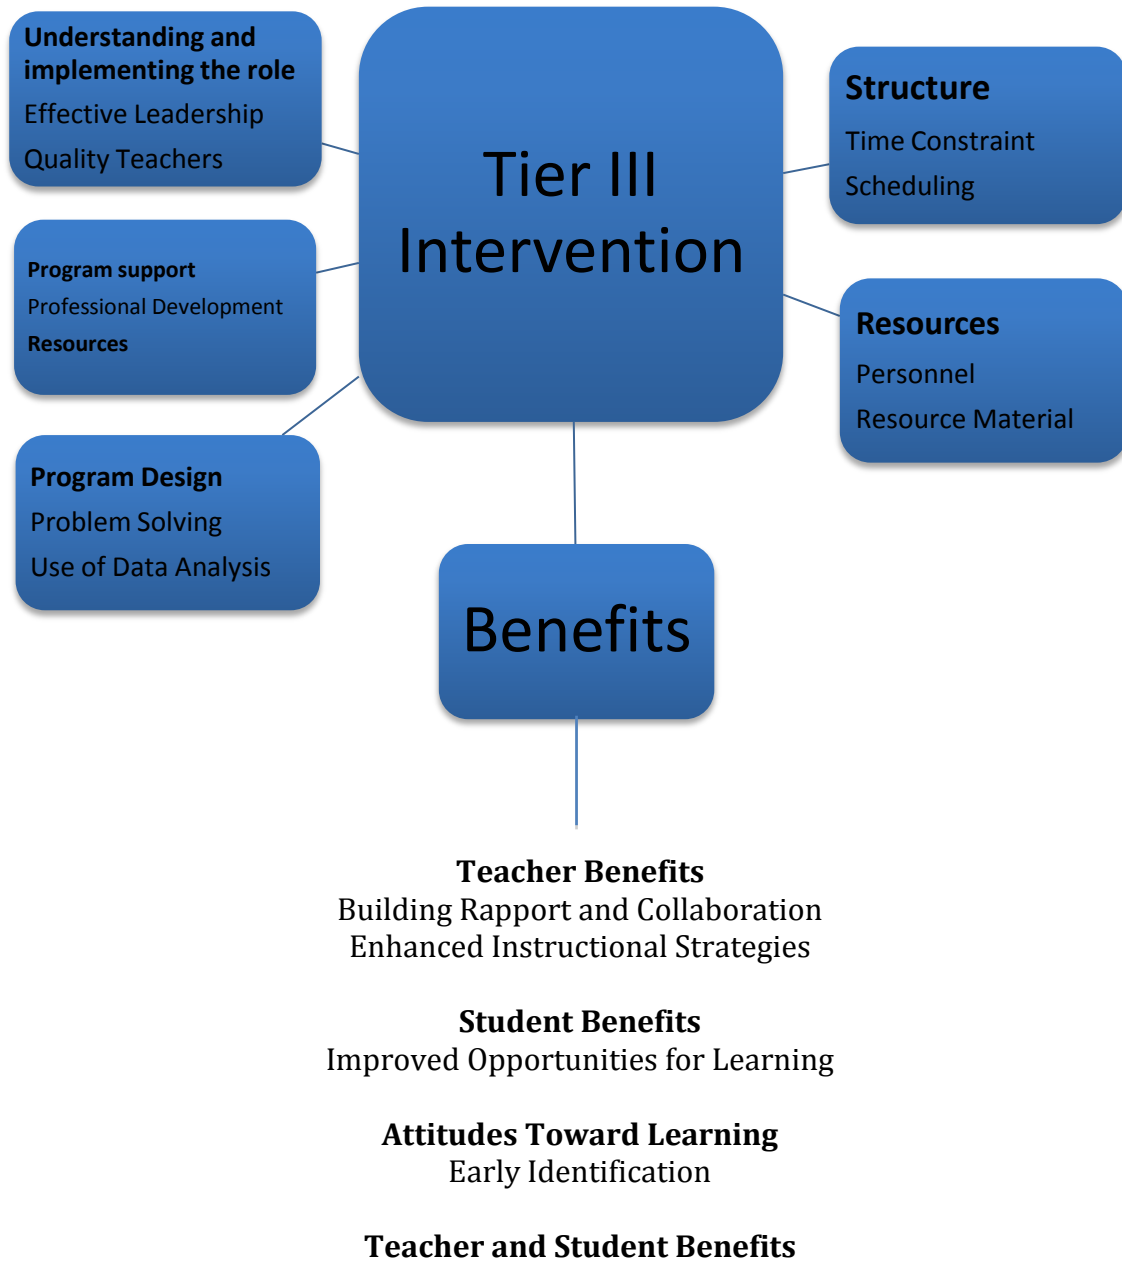 Understanding and
implementing the role
Effective Leadership
Quality Teachers
Program support
Professional Development
Resources
Program Design
Problem Solving
Use of Data Analysis
Tier III
Intervention
Structure
Time Constraint
Scheduling
Resources
Personnel
Resource Material
Benefits
Teacher Benefits
Building Rapport and Collaboration
Enhanced Instructional Strategies
Student Benefits
Improved Opportunities for Learning
Attitudes Toward Learning
Early Identification
Teacher and Student Benefits